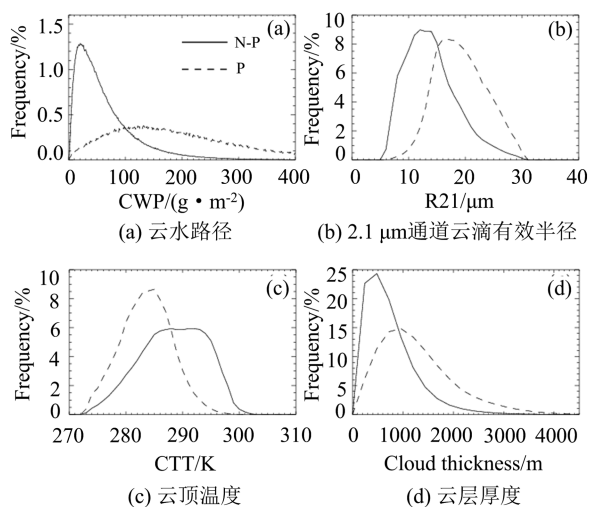 (a)
N-P
P
Frequency/%
1.5
1.0
0.5
0.0
0 100 200 300 400
CWP/(g·m-2)
(a) 云水路径
(b)
Frequency/%
10
8
6
4
2
0
0 10 20 30 40
R21/μm
(b) 2.1 μm通道云滴有效半径
(c)
Frequency/%
10
8
6
4
2
0
270 280 290 300 310
CTT/K
(c) 云顶温度
(d)
Frequency/%
25
20
15
10
5
0
0 1000 2000 3000 4000
Cloud thickness/m
(d) 云层厚度